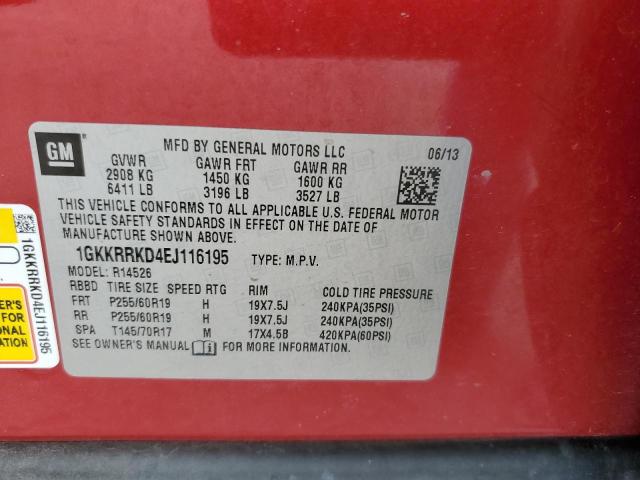 GM
MFD BY GENERAL MOTORS LLC 06/13
GVWR GAWR FRT GAWR RR
2908 KG 1450 KG 1600 KG
6411 LB 3196 LB 3527 LB
THIS VEHICLE CONFORMS TO ALL APPLICABLE U.S. FEDERAL MOTOR
VEHICLE SAFETY STANDARDS IN EFFECT ON THE DATE OF
MANUFACTURE SHOWN ABOVE.
1GKKRRKD4EJ116195 TYPE: M.P.V.
MODEL: R14526
RBBD TIRE SIZE SPEED RTG RIM COLD TIRE PRESSURE
FRT P255/60R19 H 19X7.5J 240KPA(35PSI)
RR P255/60R19 H 19X7.5J 240KPA(35PSI)
SPA T145/70R17 M 17X4.5B 420KPA(60PSI)
SEE OWNER'S MANUAL FOR MORE INFORMATION.
1GKKRRKD4EJ116195
ER'S
FOR
ONAL
ATION